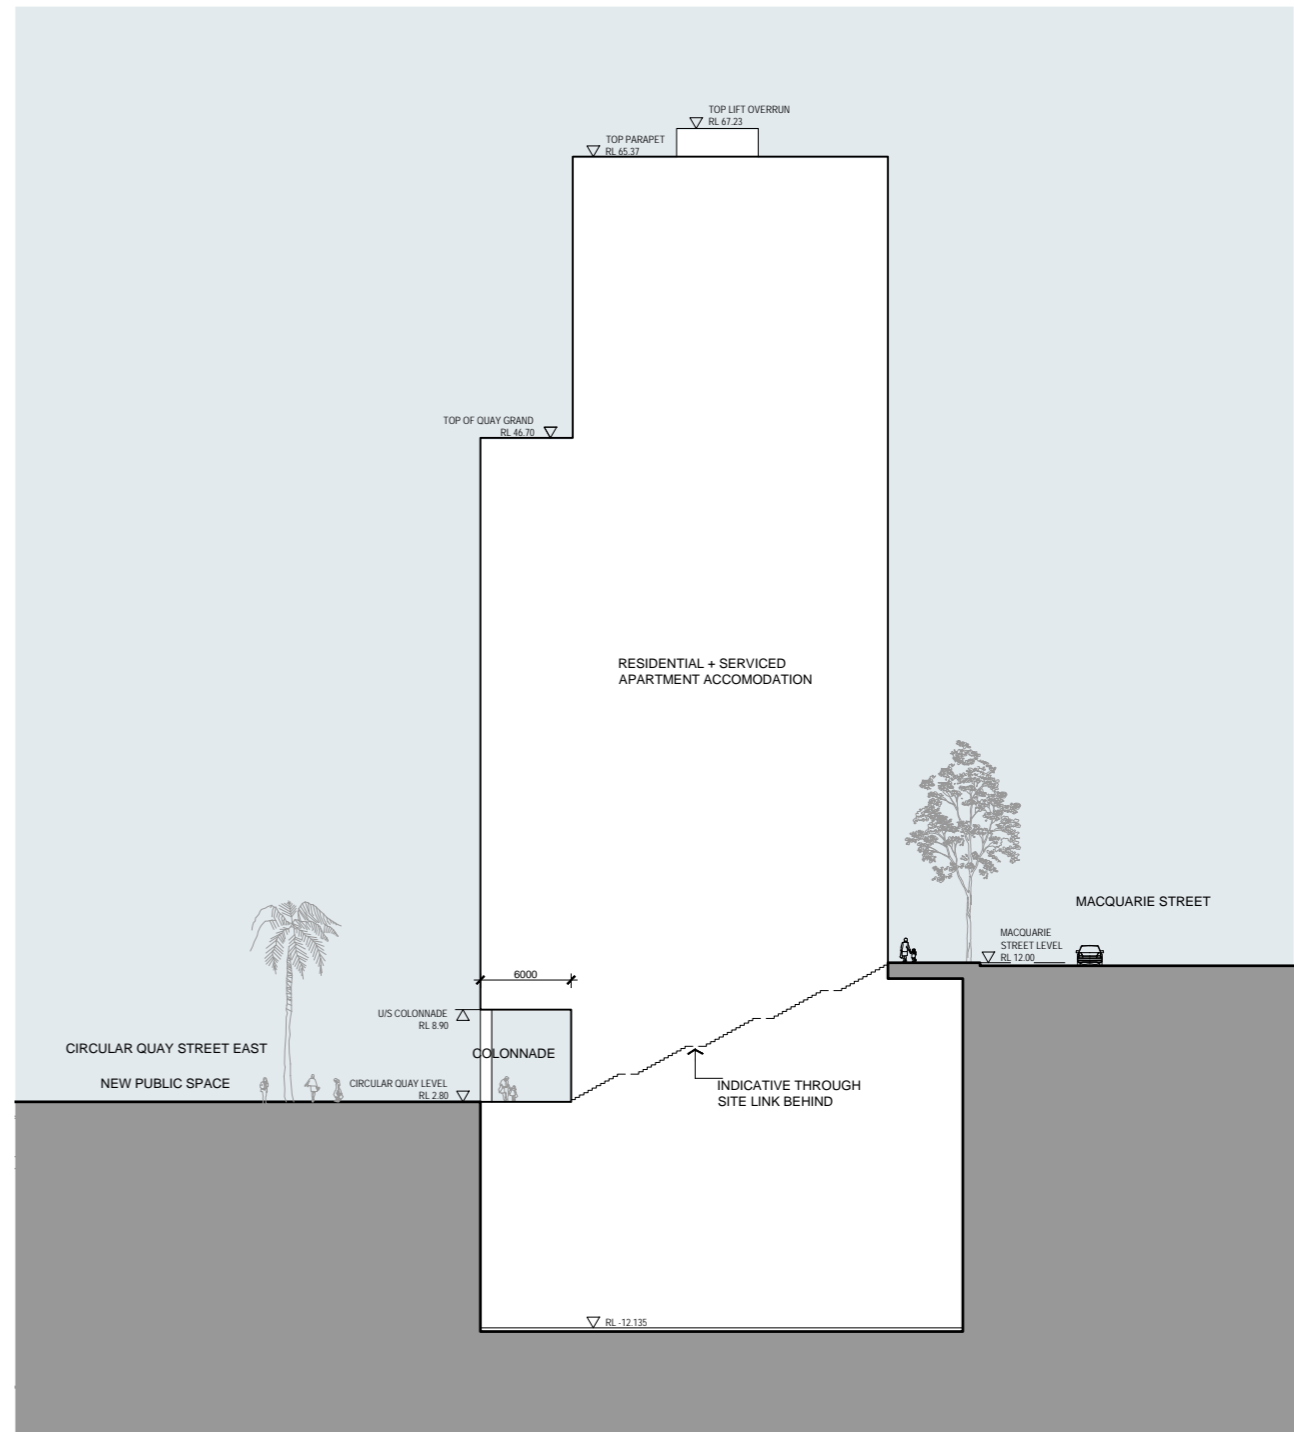 TOP LIFT OVERRUN
RL 67.23
TOP PARAPET
RL 65.37
TOP OF QUAY GRAND
RL 46.70
RESIDENTIAL + SERVICED
APARTMENT ACCOMODATION
MACQUARIE STREET
MACQUARIE
STREET LEVEL
RL 12.00
6000
U/S COLONNADE
RL 8.90
CIRCULAR QUAY STREET EAST
COLONNADE
NEW PUBLIC SPACE
CIRCULAR QUAY LEVEL
RL 2.80
INDICATIVE THROUGH
SITE LINK BEHIND
RL -12.135